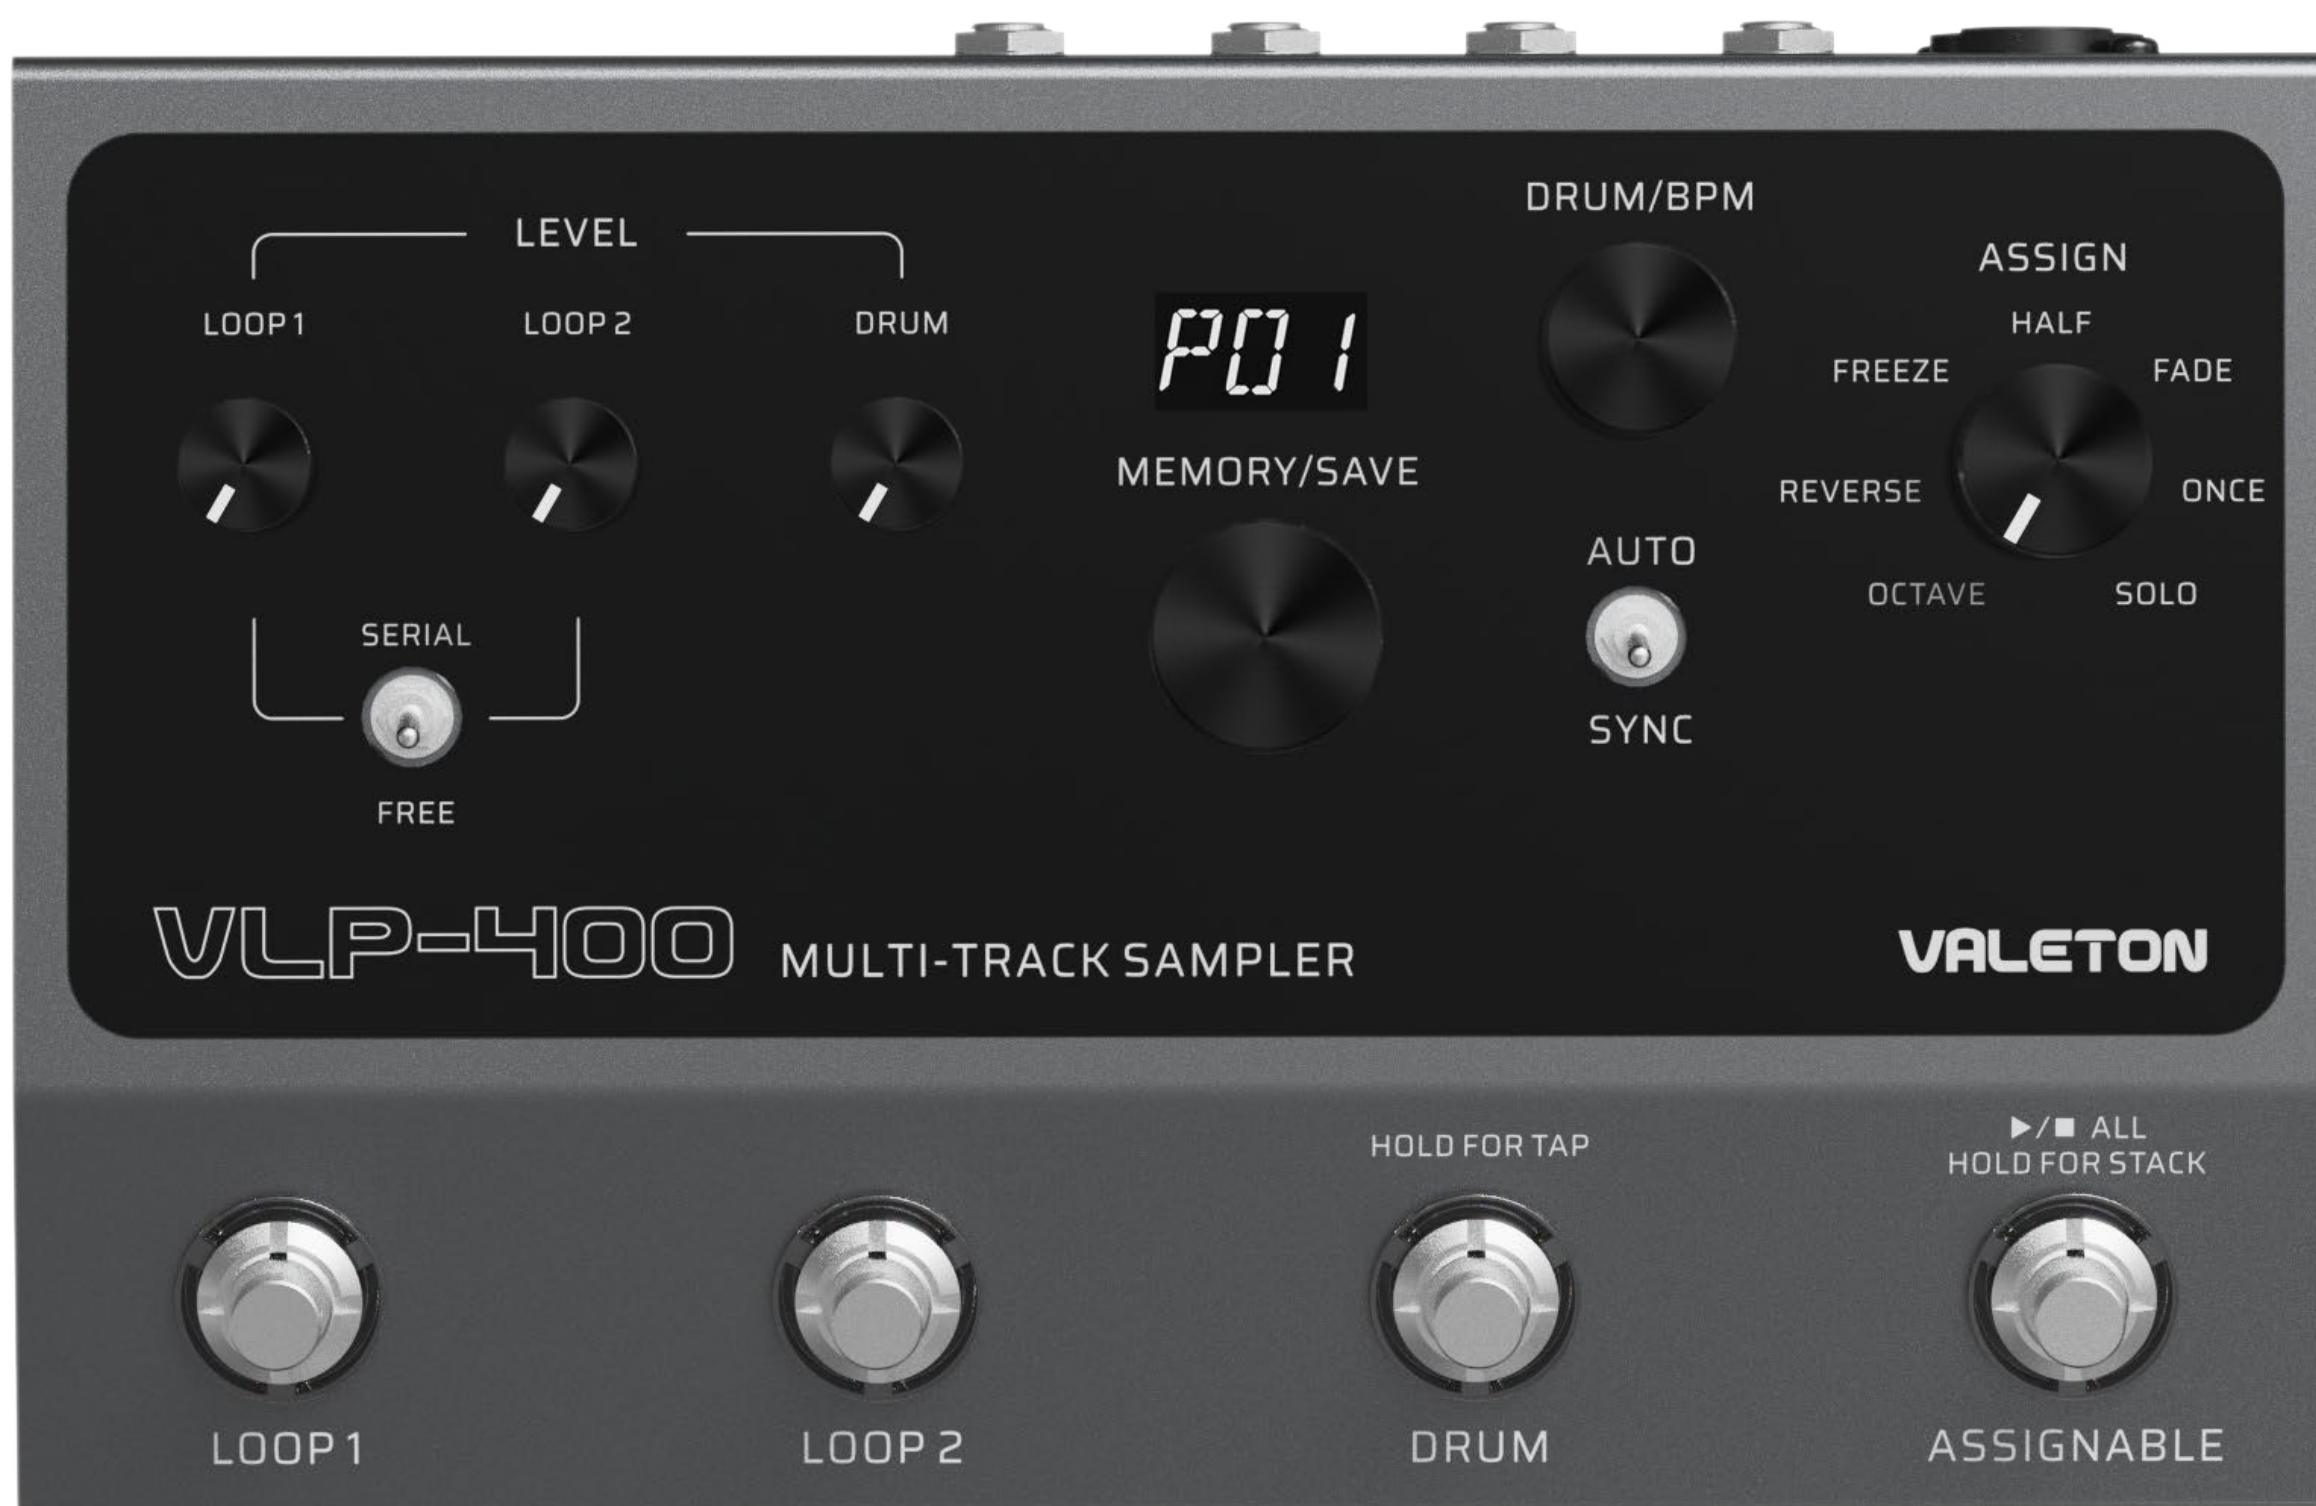 LEVEL
LOOP 1
LOOP 2
DRUM
SERIAL
FREE
P01
MEMORY/SAVE
DRUM/BPM
AUTO
SYNC
ASSIGN
HALF
FREEZE
FADE
REVERSE
ONCE
OCTAVE
SOLO
VLP-400
MULTI-TRACK SAMPLER
VALETON
HOLD FOR TAP
▶/■ ALL
HOLD FOR STACK
LOOP 1
LOOP 2
DRUM
ASSIGNABLE